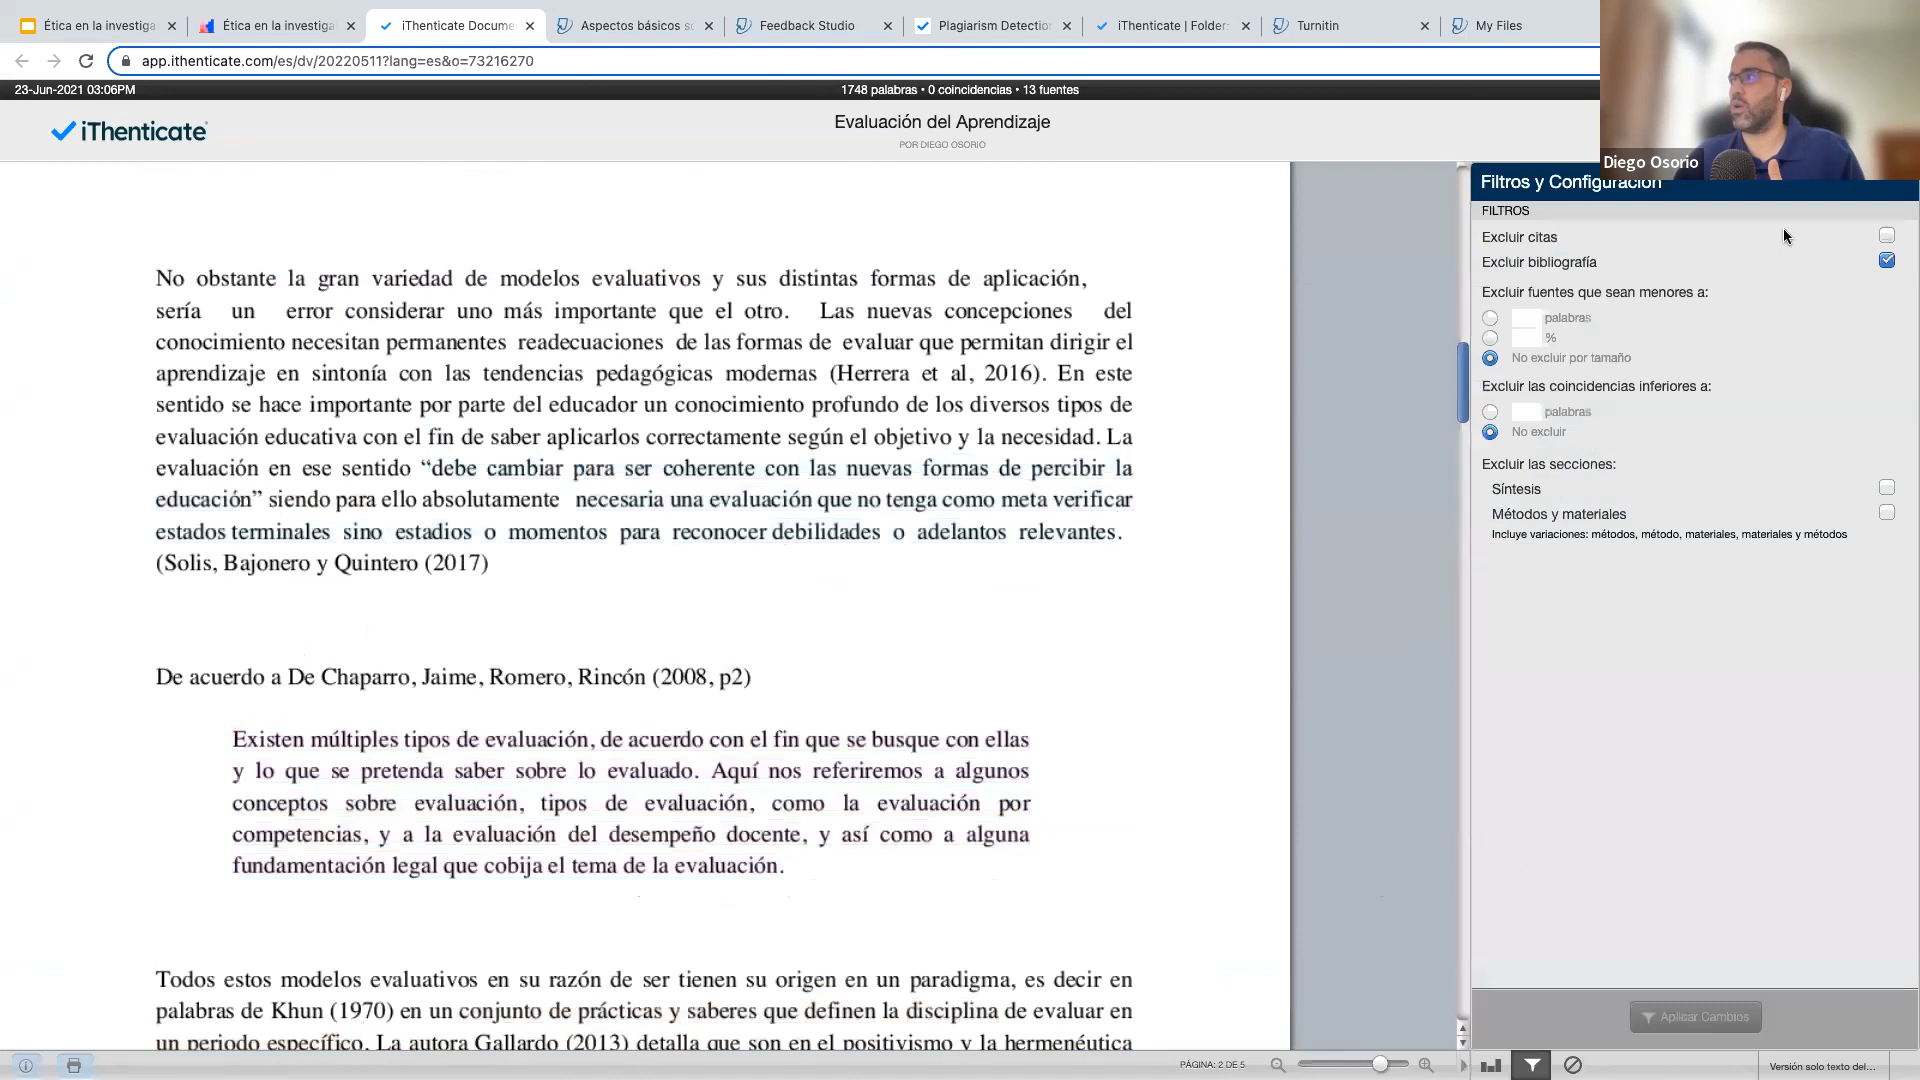 Ética en la investiga
Ética en la investiga
iThenticate Docume
Aspectos básicos s
Feedback Studio
Plagiarism Detectio
iThenticate | Folder
Turnitin
My Files
app.ithenticate.com/es/dv/20220511?lang=es&o=73216270
23-Jun-2021 03:06PM
1748 palabras • 0 coincidencias • 13 fuentes
iThenticate
Evaluación del Aprendizaje
POR DIEGO OSORIO
Diego Osorio
No obstante la gran variedad de modelos evaluativos y sus distintas formas de aplicación,
sería un error considerar uno más importante que el otro. Las nuevas concepciones del
conocimiento necesitan permanentes readecuaciones de las formas de evaluar que permitan dirigir el
aprendizaje en sintonía con las tendencias pedagógicas modernas (Herrera et al, 2016). En este
sentido se hace importante por parte del educador un conocimiento profundo de los diversos tipos de
evaluación educativa con el fin de saber aplicarlos correctamente según el objetivo y la necesidad. La
evaluación en ese sentido “debe cambiar para ser coherente con las nuevas formas de percibir la
educación” siendo para ello absolutamente necesaria una evaluación que no tenga como meta verificar
estados terminales sino estadios o momentos para reconocer debilidades o adelantos relevantes.
(Solis, Bajonero y Quintero (2017)
De acuerdo a De Chaparro, Jaime, Romero, Rincón (2008, p2)
Existen múltiples tipos de evaluación, de acuerdo con el fin que se busque con ellas
y lo que se pretenda saber sobre lo evaluado. Aquí nos referiremos a algunos
conceptos sobre evaluación, tipos de evaluación, como la evaluación por
competencias, y a la evaluación del desempeño docente, y así como a alguna
fundamentación legal que cobija el tema de la evaluación.
Todos estos modelos evaluativos en su razón de ser tienen su origen en un paradigma, es decir en
palabras de Khun (1970) en un conjunto de prácticas y saberes que definen la disciplina de evaluar en
un periodo específico. La autora Gallardo (2013) detalla que son en el positivismo y la hermenéutica
Filtros y Configuración
FILTROS
Excluir citas
Excluir bibliografía
Excluir fuentes que sean menores a:
palabras
%
No excluir por tamaño
Excluir las coincidencias inferiores a:
palabras
No excluir
Excluir las secciones:
Síntesis
Métodos y materiales
Incluye variaciones: métodos, método, materiales, materiales y métodos
Aplicar Cambios
PÁGINA: 2 DE 5
Versión solo texto del...